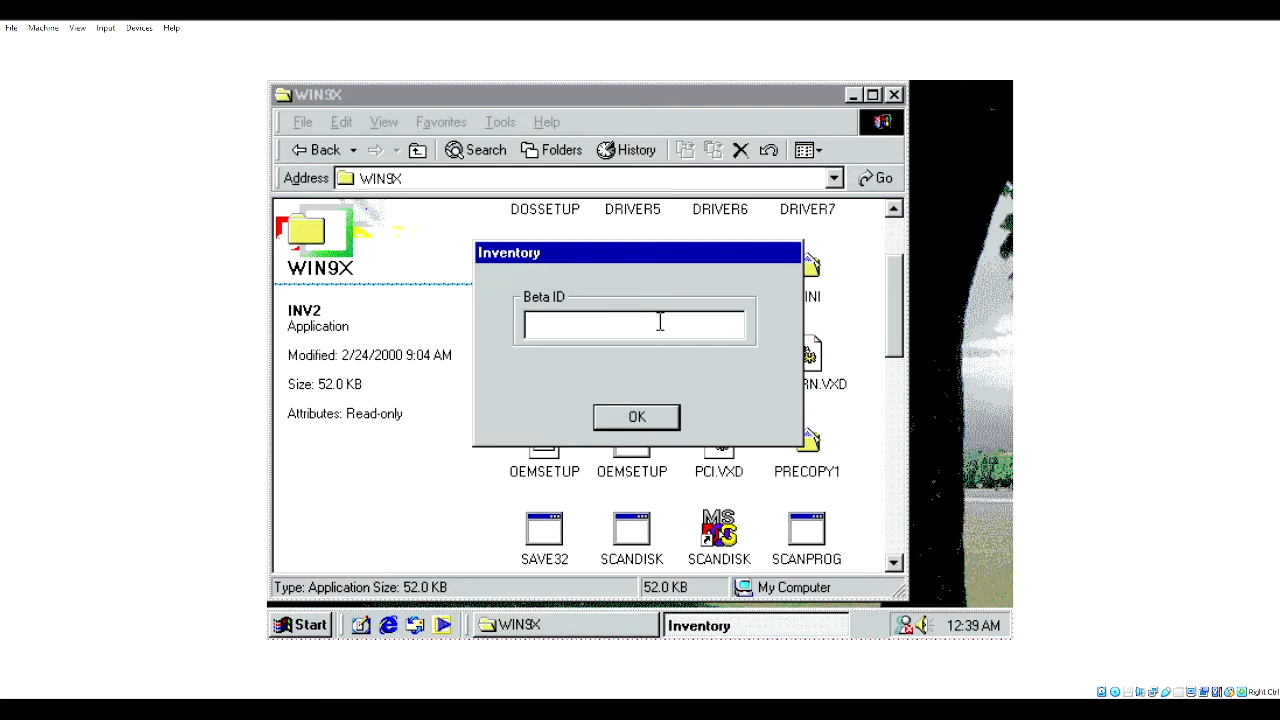 File Machine View Input Devices Help
WIN9X
File Edit View Favorites Tools Help
Back Search Folders History
Address WIN9X Go
DOSSETUP DRIVER5 DRIVER6 DRIVER7
WIN9X
INV2
Application
Modified: 2/24/2000 9:04 AM
Size: 52.0 KB
Attributes: Read-only
Inventory
Beta ID
OK
OEMSETUP OEMSETUP PCI.VXD PRECOPY1
MS
SAVE32 SCANDISK SCANDISK SCANPROG
Type: Application Size: 52.0 KB 52.0 KB My Computer
Start WIN9X Inventory 12:39 AM
Right Ctrl